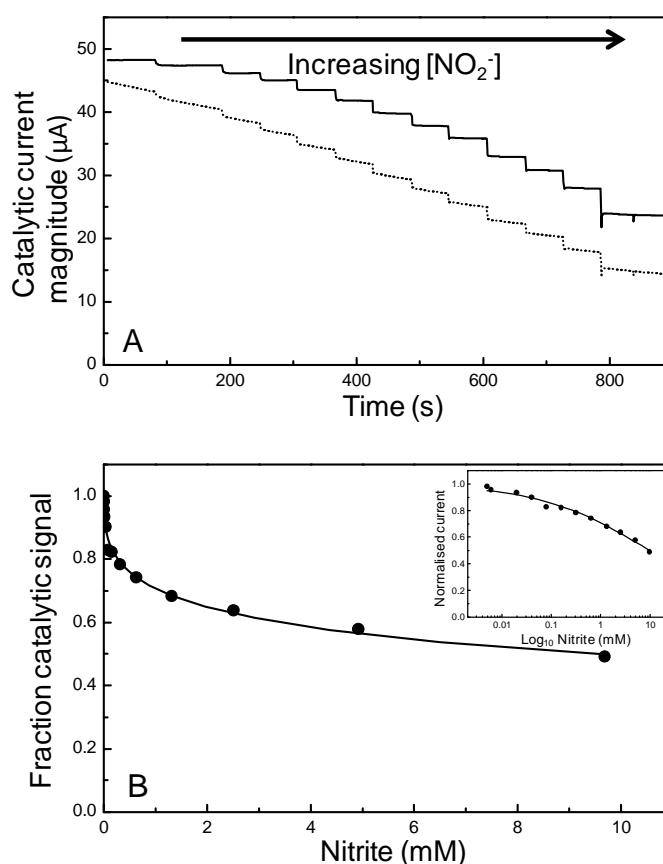 60
50
40
30
20
10
0
Catalytic current
magnitude (µA)
Increasing [NO₂⁻]
A
0 200 400 600 800
Time (s)
1.0
0.8
0.6
0.4
0.2
0.0
Fraction catalytic signal
B
0 2 4 6 8 10
Nitrite (mM)
1.0
0.8
0.6
0.4
0.2
0.0
Normalised current
0.01 0.1 1 10
Log₁₀ Nitrite (mM)